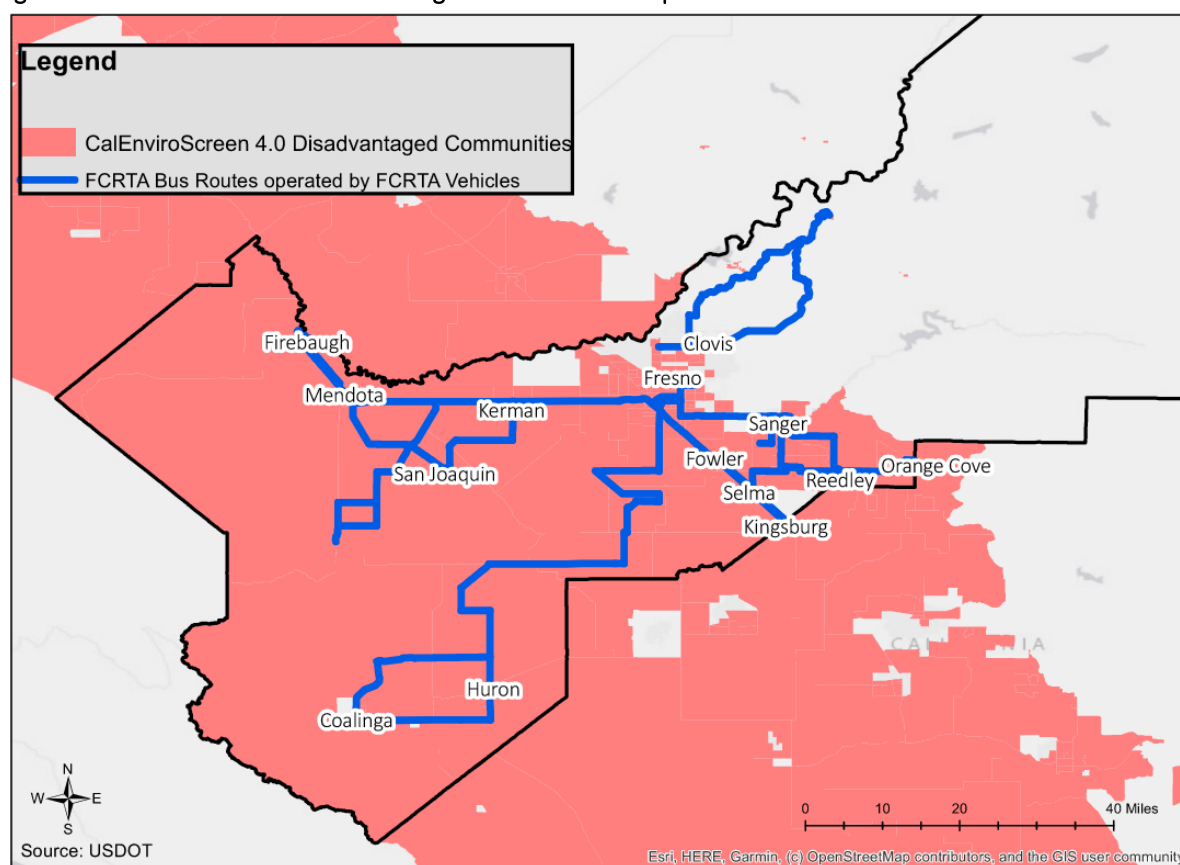 Legend
CalEnviroScreen 4.0 Disadvantaged Communities
FCRTA Bus Routes operated by FCRTA Vehicles
Firebaugh
Clovis
Fresno
Mendota
Kerman
Sanger
Fowler
Orange Cove
San Joaquin
Reedley
Selma
Kingsburg
Huron
Coalinga
N
W E
S
0 10 20 40 Miles
Source: USDOT
Esri, HERE, Garmin, (c) OpenStreetMap contributors, and the GIS user community